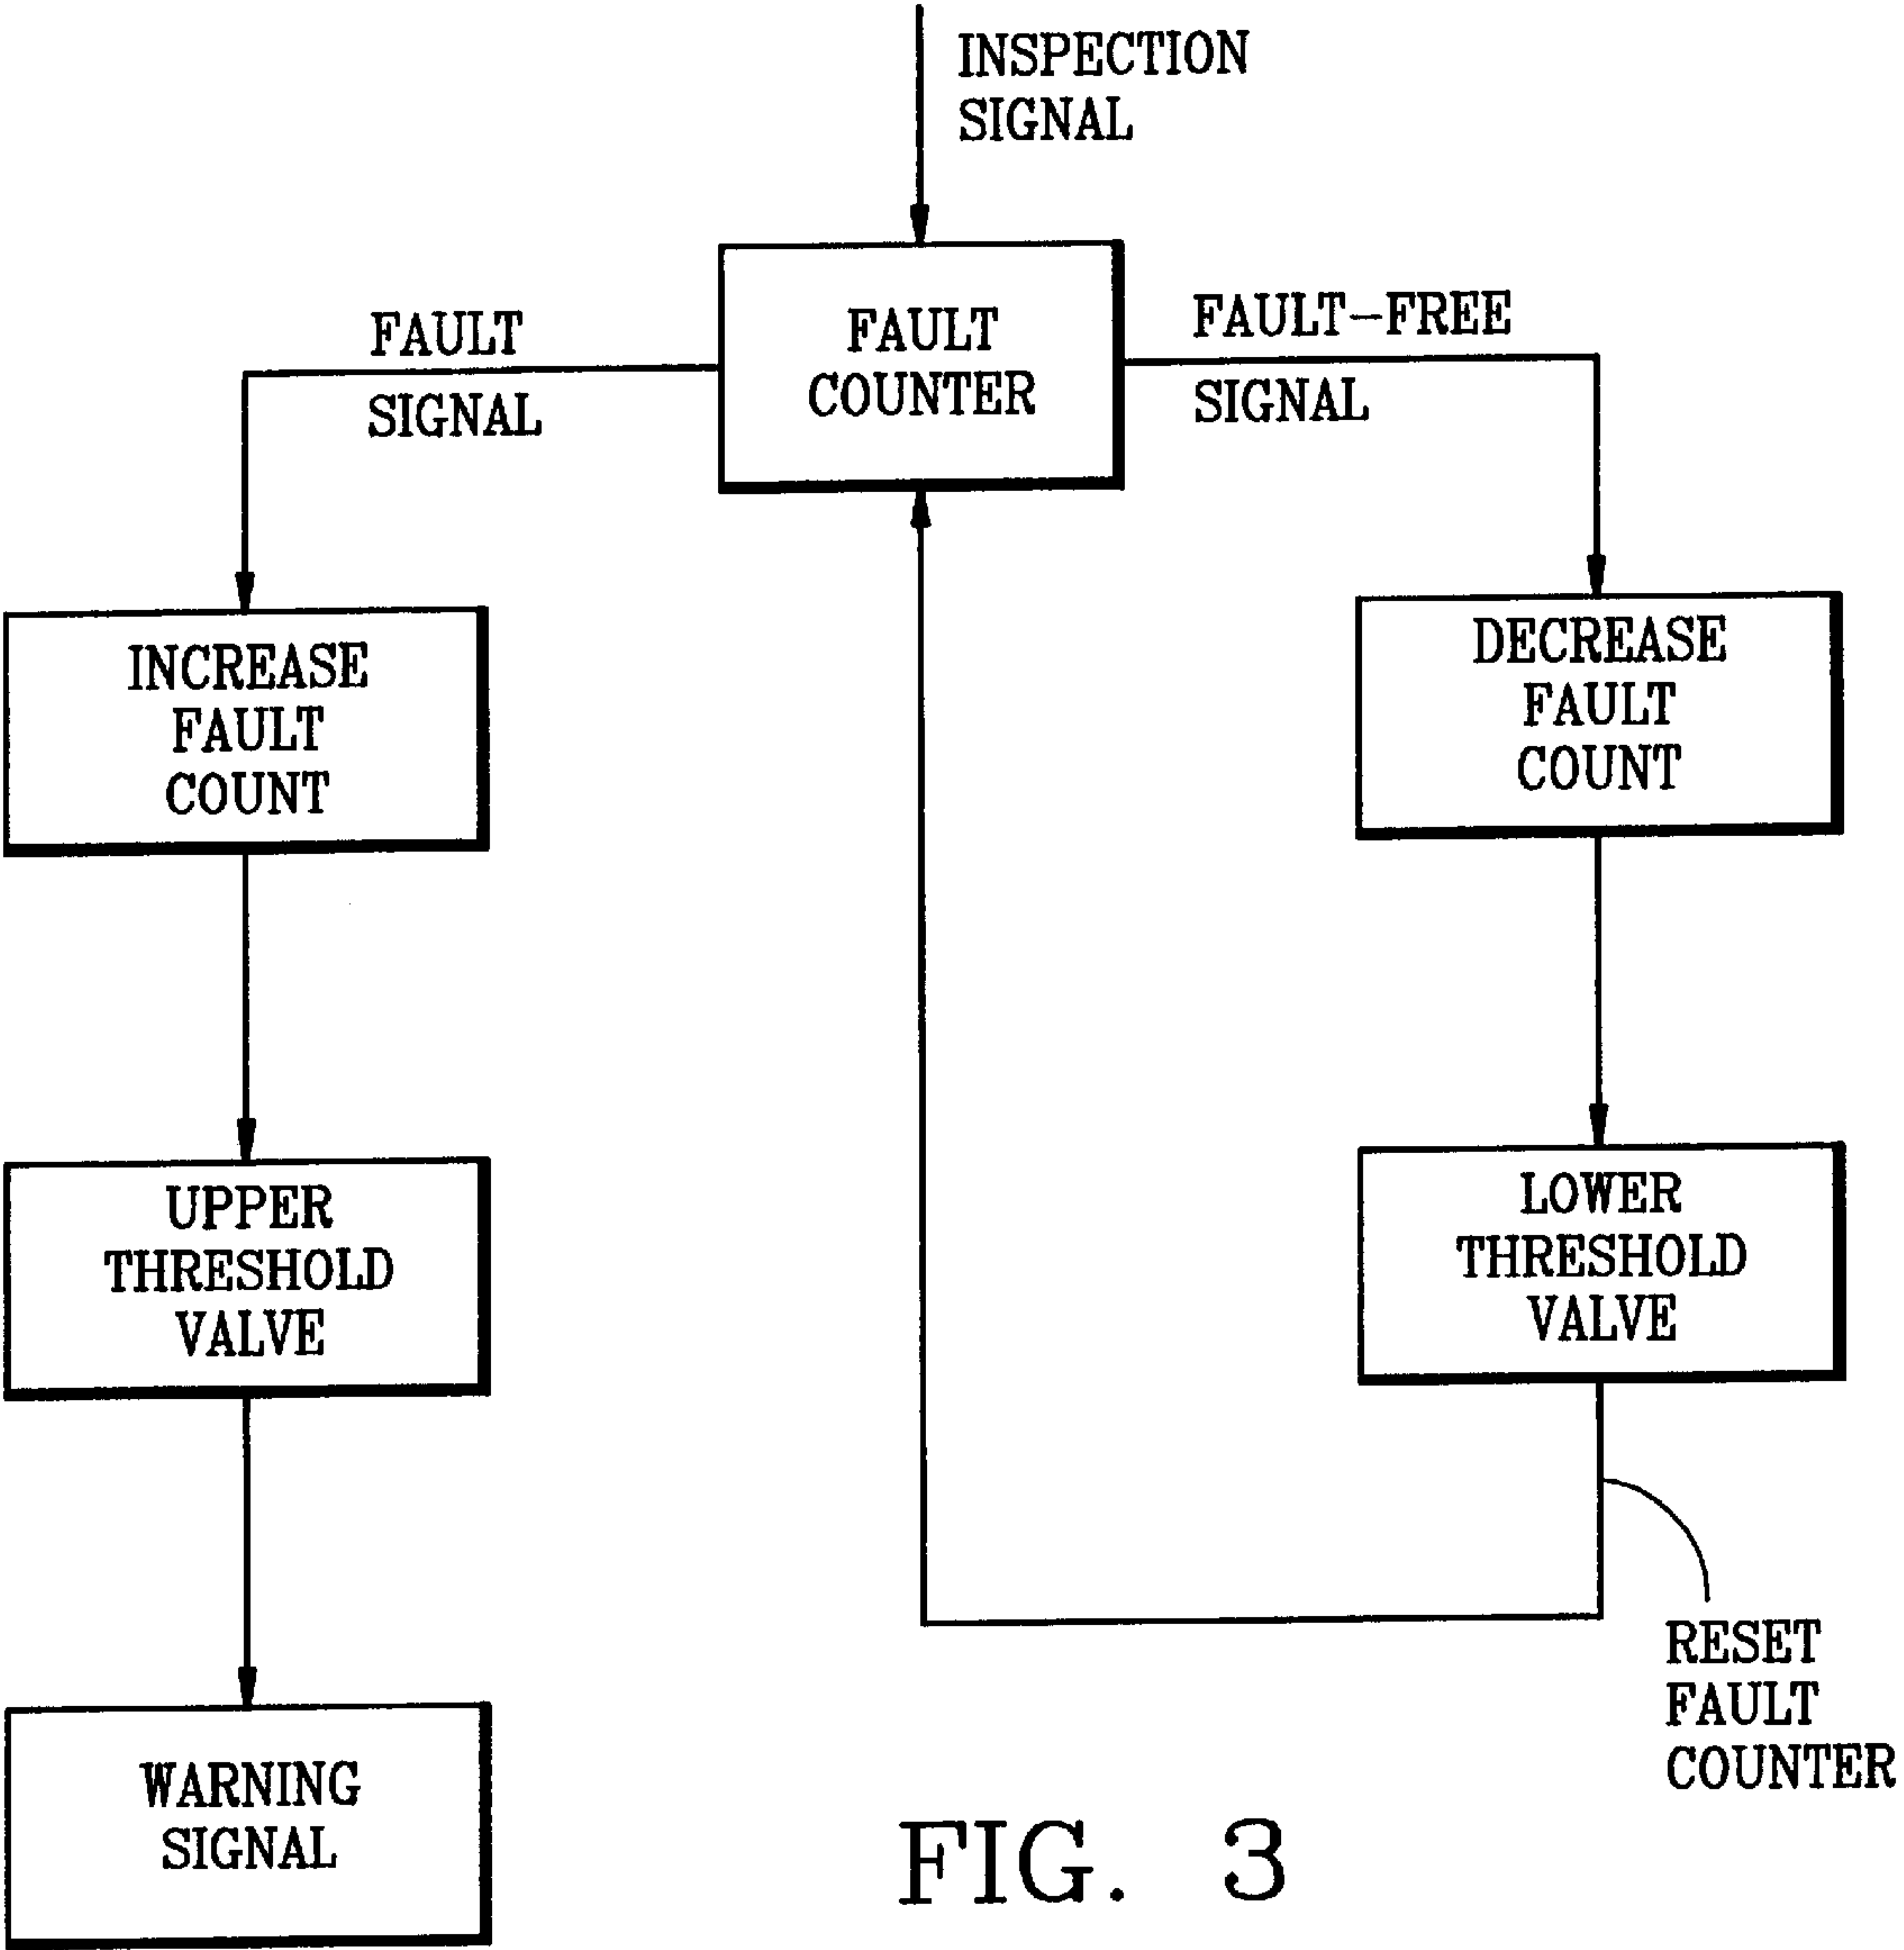 INSPECTION
SIGNAL
FAULT
COUNTER
FAULT
SIGNAL
FAULT-FREE
SIGNAL
INCREASE
FAULT
COUNT
DECREASE
FAULT
COUNT
UPPER
THRESHOLD
VALVE
LOWER
THRESHOLD
VALVE
RESET
FAULT
COUNTER
WARNING
SIGNAL
FIG. 3